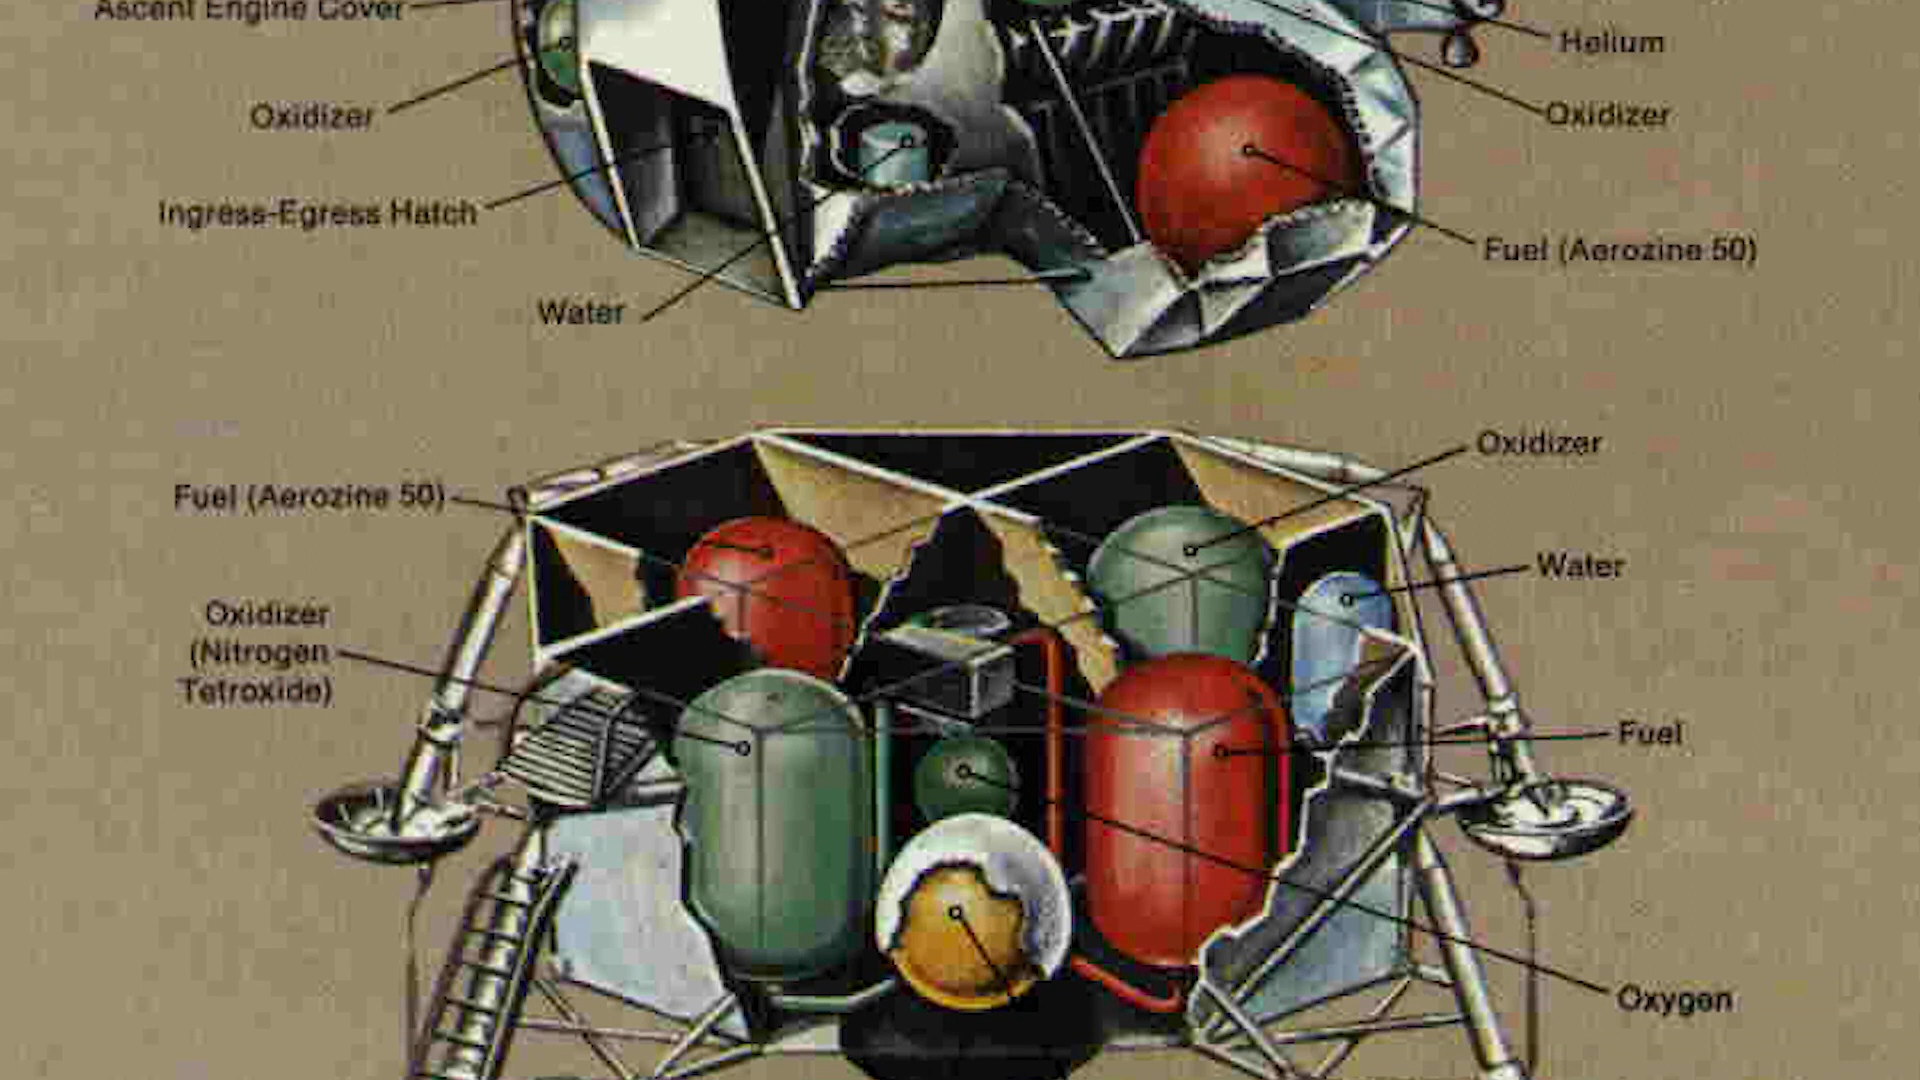 Ascent Engine Cover
Helium
Oxidizer
Oxidizer
Ingress-Egress Hatch
Fuel (Aerozine 50)
Water
Oxidizer
Fuel (Aerozine 50)
Water
Oxidizer
(Nitrogen
Tetroxide)
Fuel
Oxygen